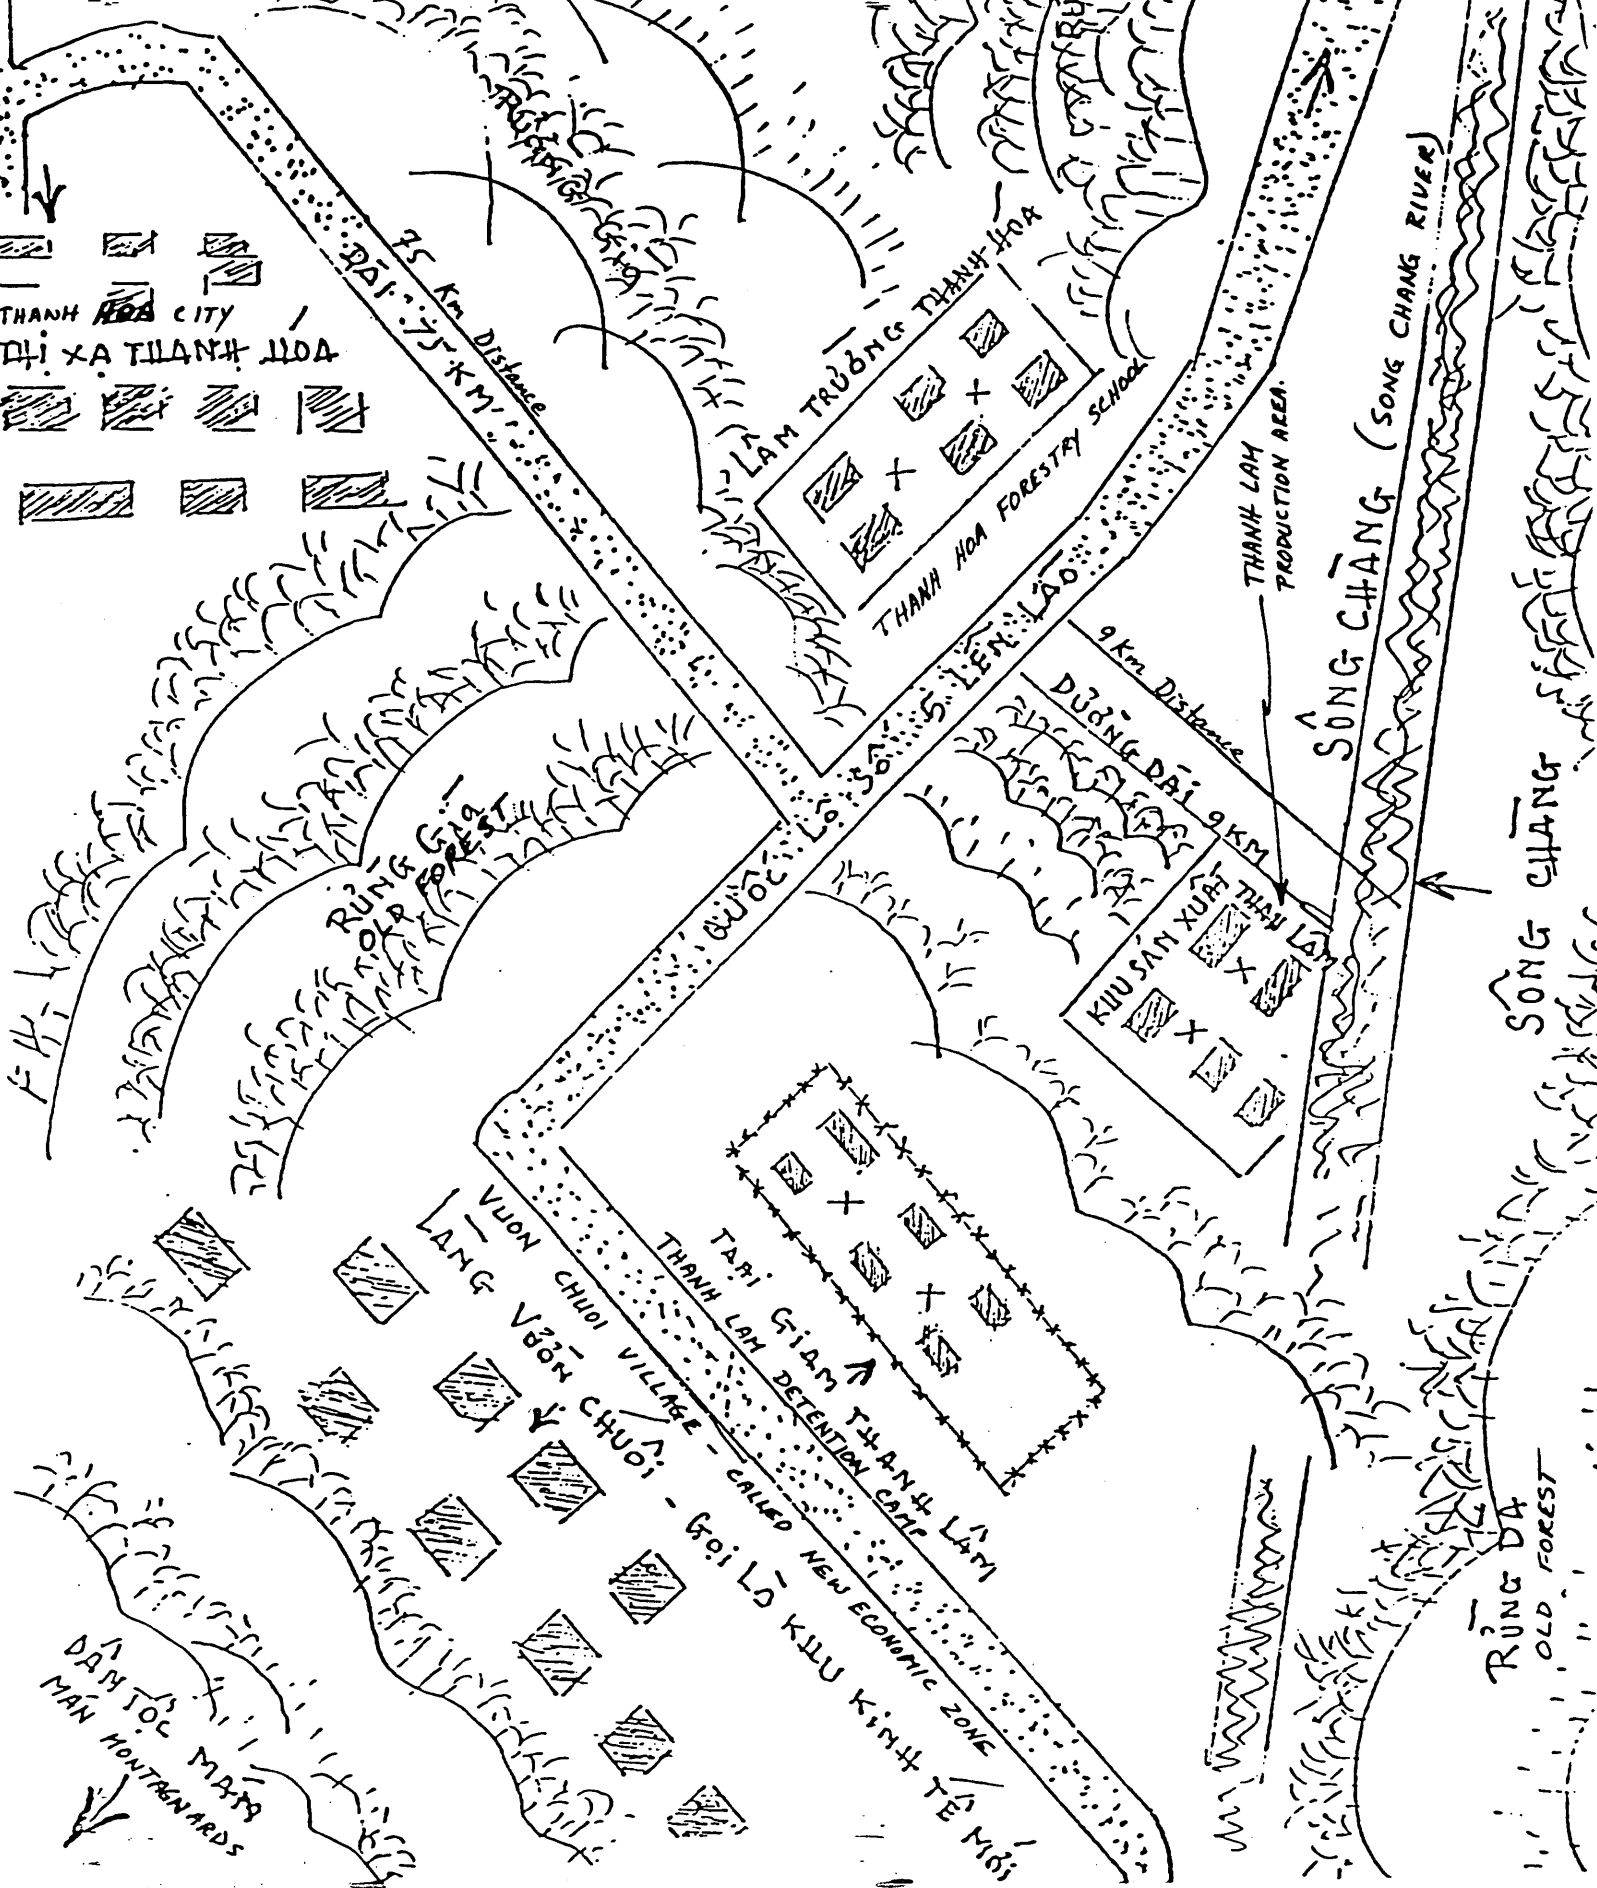 RỪNG GIÀ
THANH HOA CITY
THỊ XÃ THANH HÓA
75 Km Distance
DÀI 75 KM
LÂM TRƯỜNG THANH HÓA
THANH HOA FORESTRY SCHOOL
THANH LAM
PRODUCTION AREA.
SÔNG CHÀNG (SONG CHANG RIVER)
QUỐC LỘ SỐ 5 LÊN LÀO
9 Km Distance
DƯỜNG DÀI 9 KM
KHU SẢN XUẤT THANH LÂM
SÔNG CHÀNG
RỪNG GIÀ
OLD FOREST
TRẠI GIAM THANH LÂM
THANH LAM DETENTION CAMP
VUON CHUOI VILLAGE - CALLED NEW ECONOMIC ZONE
LÀNG VƯỜN CHUỐI - GỌI LÀ KHU KINH TẾ MỚI
RỪNG DA
OLD FOREST
DÂN TỘC MÁN
MAN MONTAGNARDS